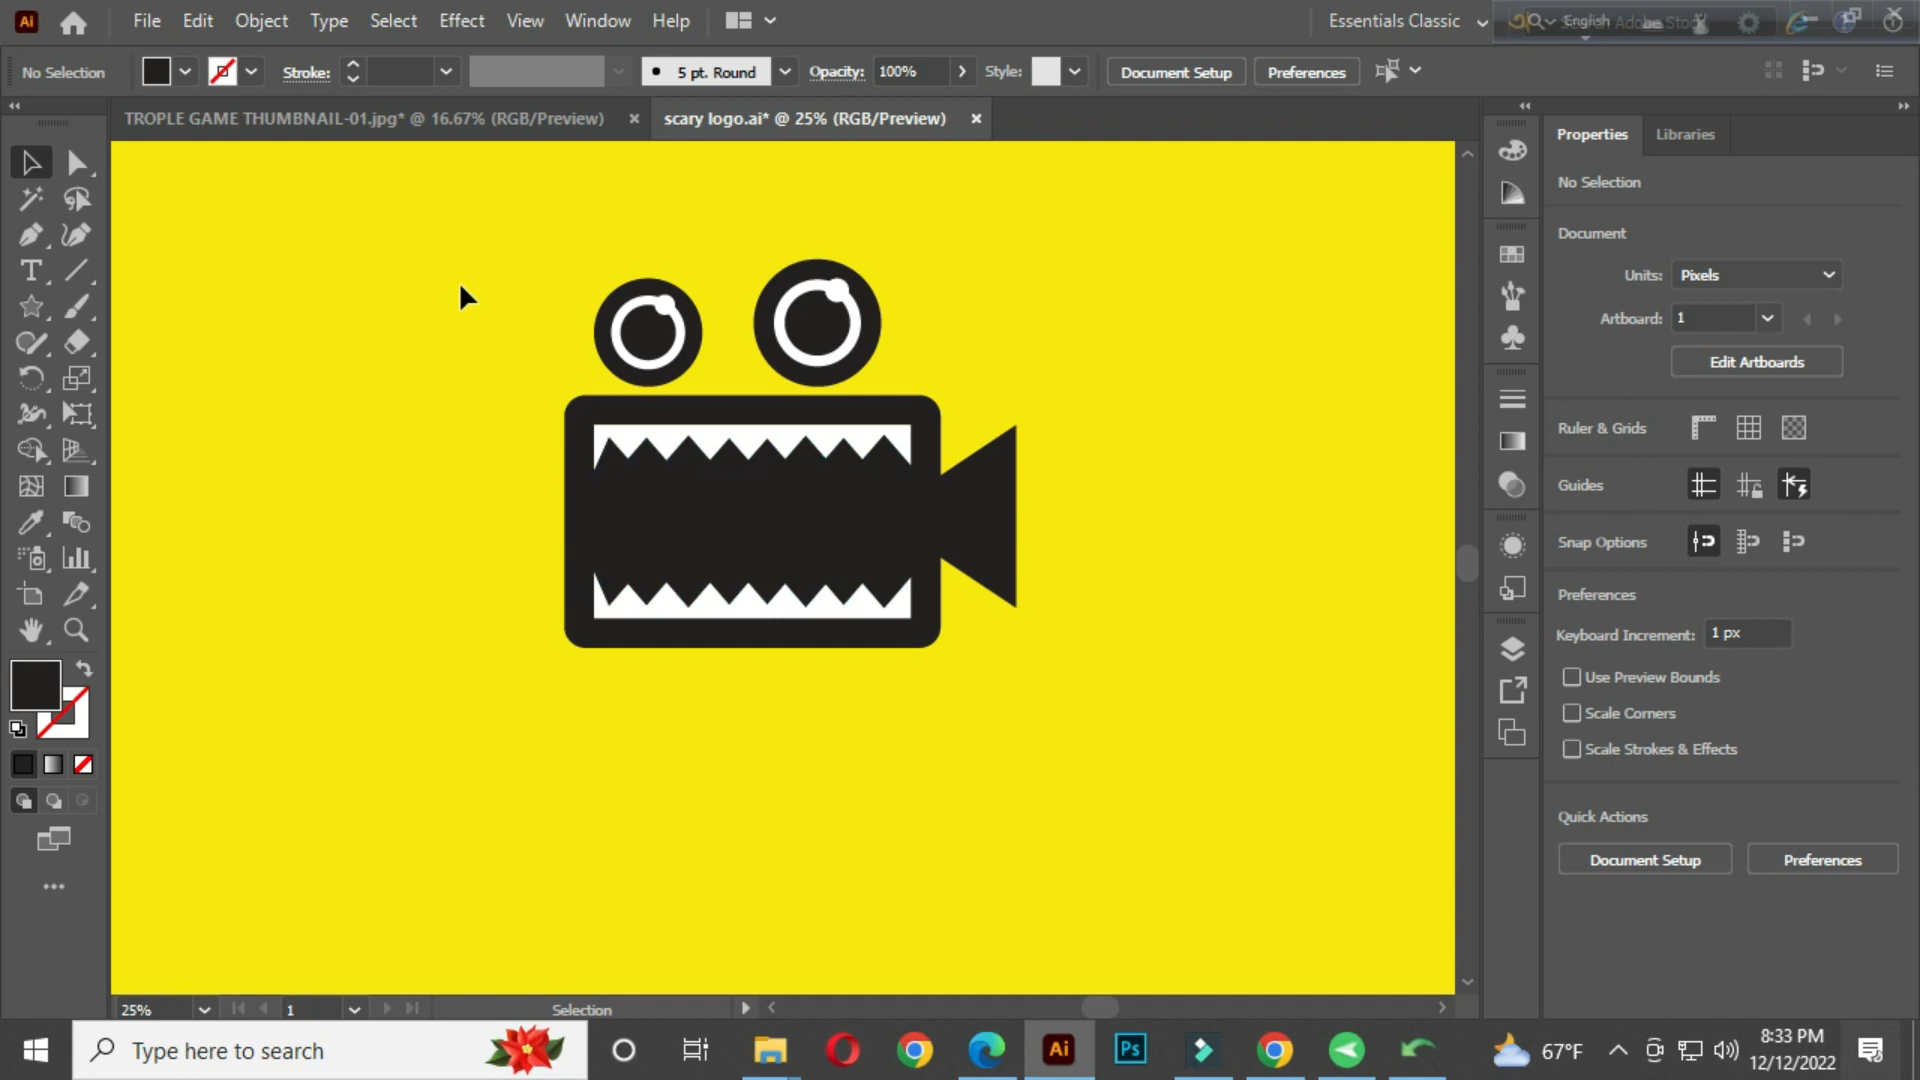 Ai File Edit Object Type Select Effect View Window Help Essentials Classic English
No Selection Stroke: 5 pt. Round Opacity: 100% Style: Document Setup Preferences
TROPLE GAME THUMBNAIL-01.jpg* @ 16.67% (RGB/Preview) × scary logo.ai* @ 25% (RGB/Preview) ×
Properties Libraries
No Selection
Document
Units: Pixels
Artboard: 1
Edit Artboards
Ruler & Grids
Guides
Snap Options
Preferences
Keyboard Increment: 1 px
Use Preview Bounds
Scale Corners
Scale Strokes & Effects
Quick Actions
Document Setup Preferences
25% 1 Selection
Type here to search Ai Ps 67°F 8:33 PM
12/12/2022